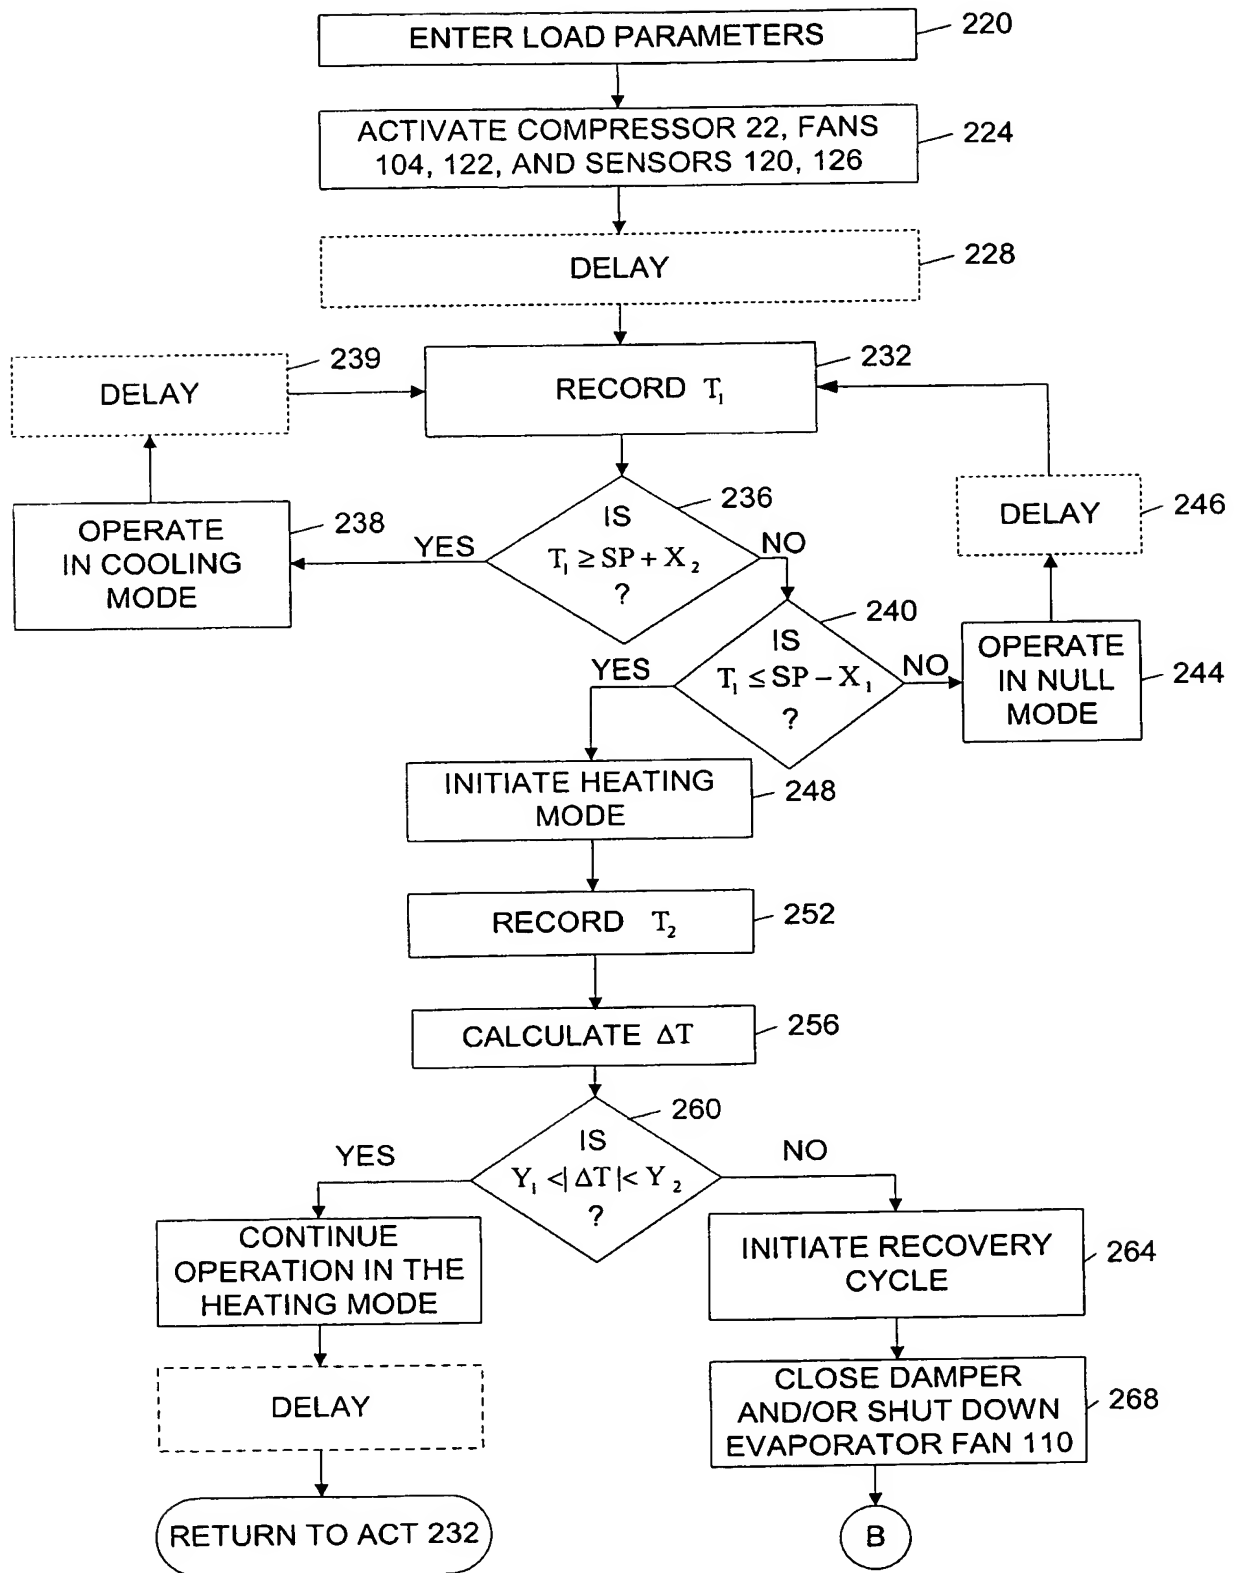 ENTER LOAD PARAMETERS
220
ACTIVATE COMPRESSOR 22, FANS
104, 122, AND SENSORS 120, 126
224
DELAY
228
DELAY
239
RECORD T₁
232
OPERATE
IN COOLING
MODE
238
YES
IS
T₁ ≥ SP + X₂
?
236
NO
DELAY
246
IS
T₁ ≤ SP − X₁
?
240
YES
NO
OPERATE
IN NULL
MODE
244
INITIATE HEATING
MODE
248
RECORD T₂
252
CALCULATE ΔT
256
IS
Y₁ <| ΔT |< Y₂
?
260
YES
NO
CONTINUE
OPERATION IN THE
HEATING MODE
INITIATE RECOVERY
CYCLE
264
DELAY
CLOSE DAMPER
AND/OR SHUT DOWN
EVAPORATOR FAN 110
268
RETURN TO ACT 232
B